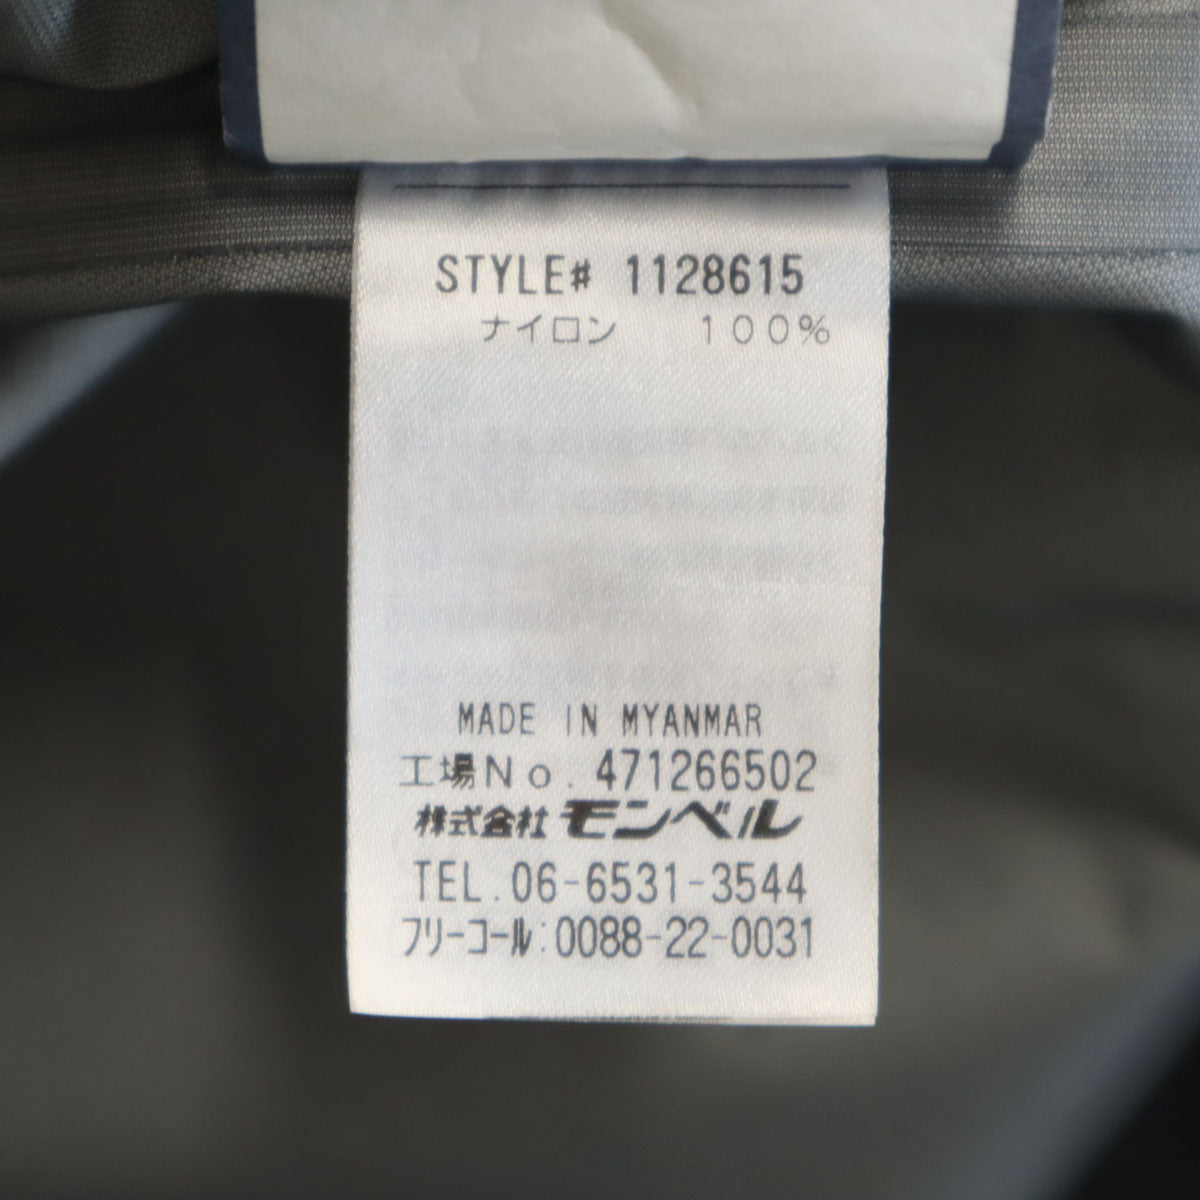 STYLE# 1128615
ナイロン 100%
MADE IN MYANMAR
工場No. 471266502
株式会社 モンベル
TEL. 06-6531-3544
フリーコール:0088-22-0031